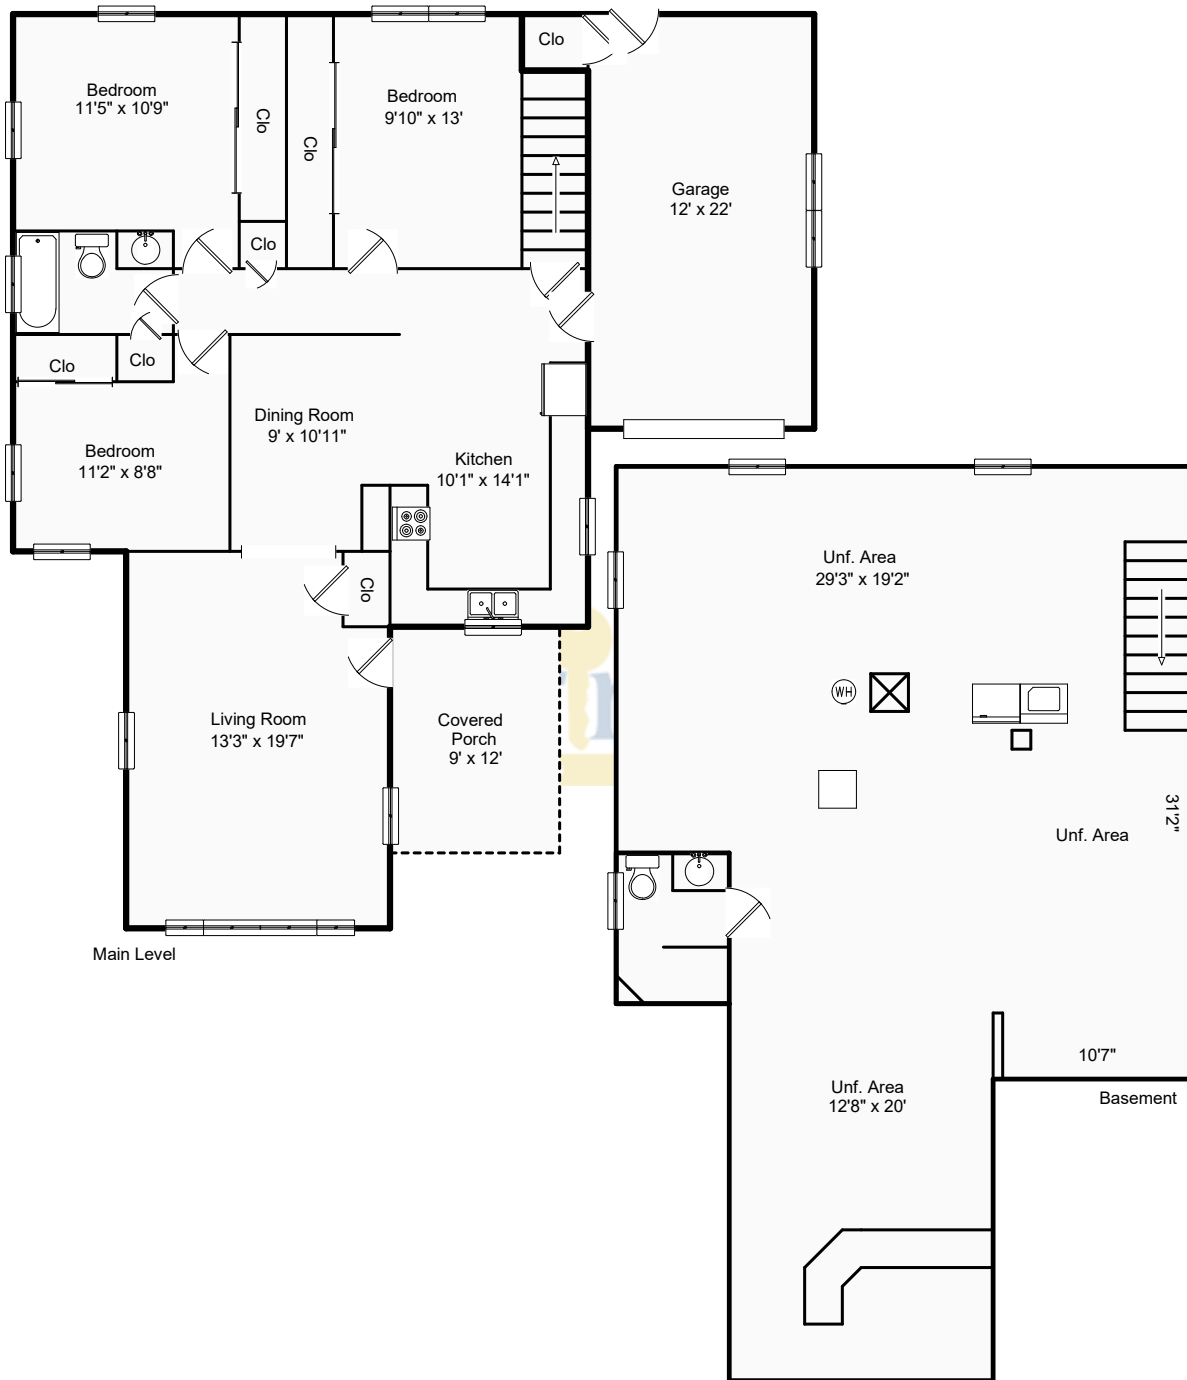 Clo
Bedroom
11'5" x 10'9"
Clo
Clo
Bedroom
9'10" x 13'
Garage
12' x 22'
Clo
Clo
Clo
Dining Room
9' x 10'11"
Bedroom
11'2" x 8'8"
Kitchen
10'1" x 14'1"
Clo
Living Room
13'3" x 19'7"
Covered
Porch
9' x 12'
Main Level
Unf. Area
29'3" x 19'2"
WH
31'2"
Unf. Area
10'7"
Unf. Area
12'8" x 20'
Basement